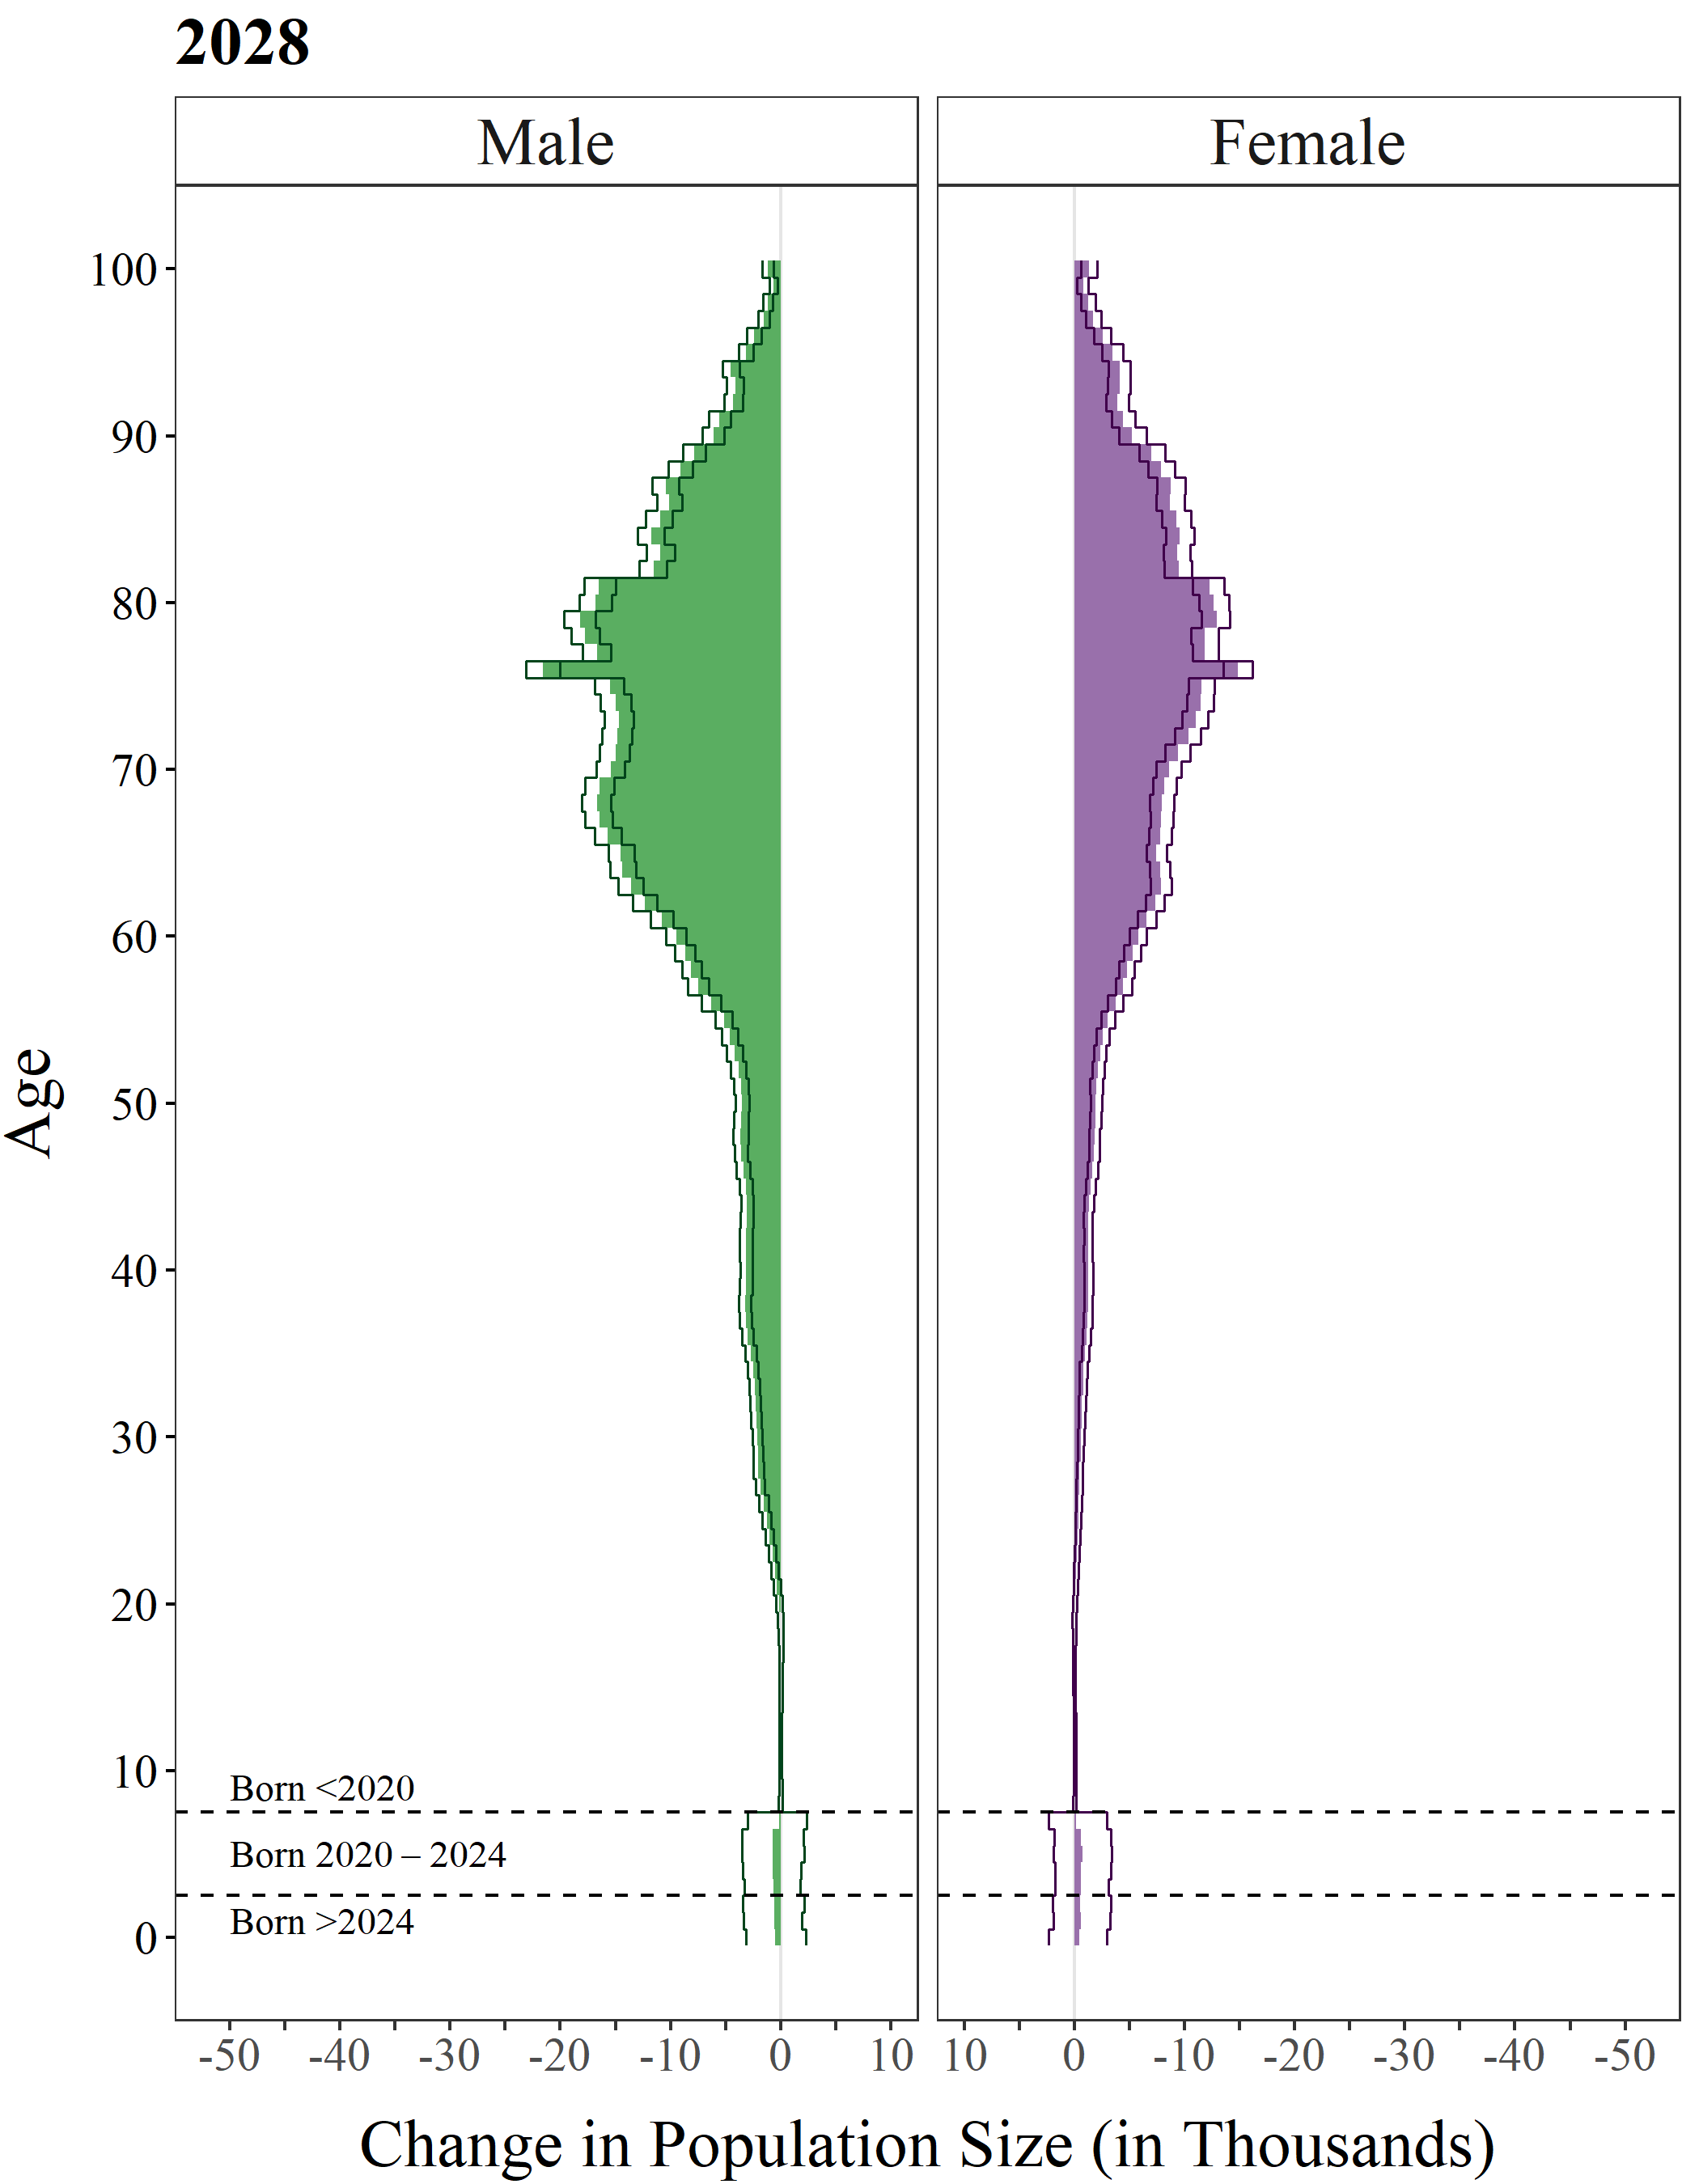 2028
Male
Female
100
90
80
70
60
50
40
30
20
10
0
Age
Born <2020
Born 2020 – 2024
Born >2024
-50 -40 -30 -20 -10 0 10
10 0 -10 -20 -30 -40 -50
Change in Population Size (in Thousands)